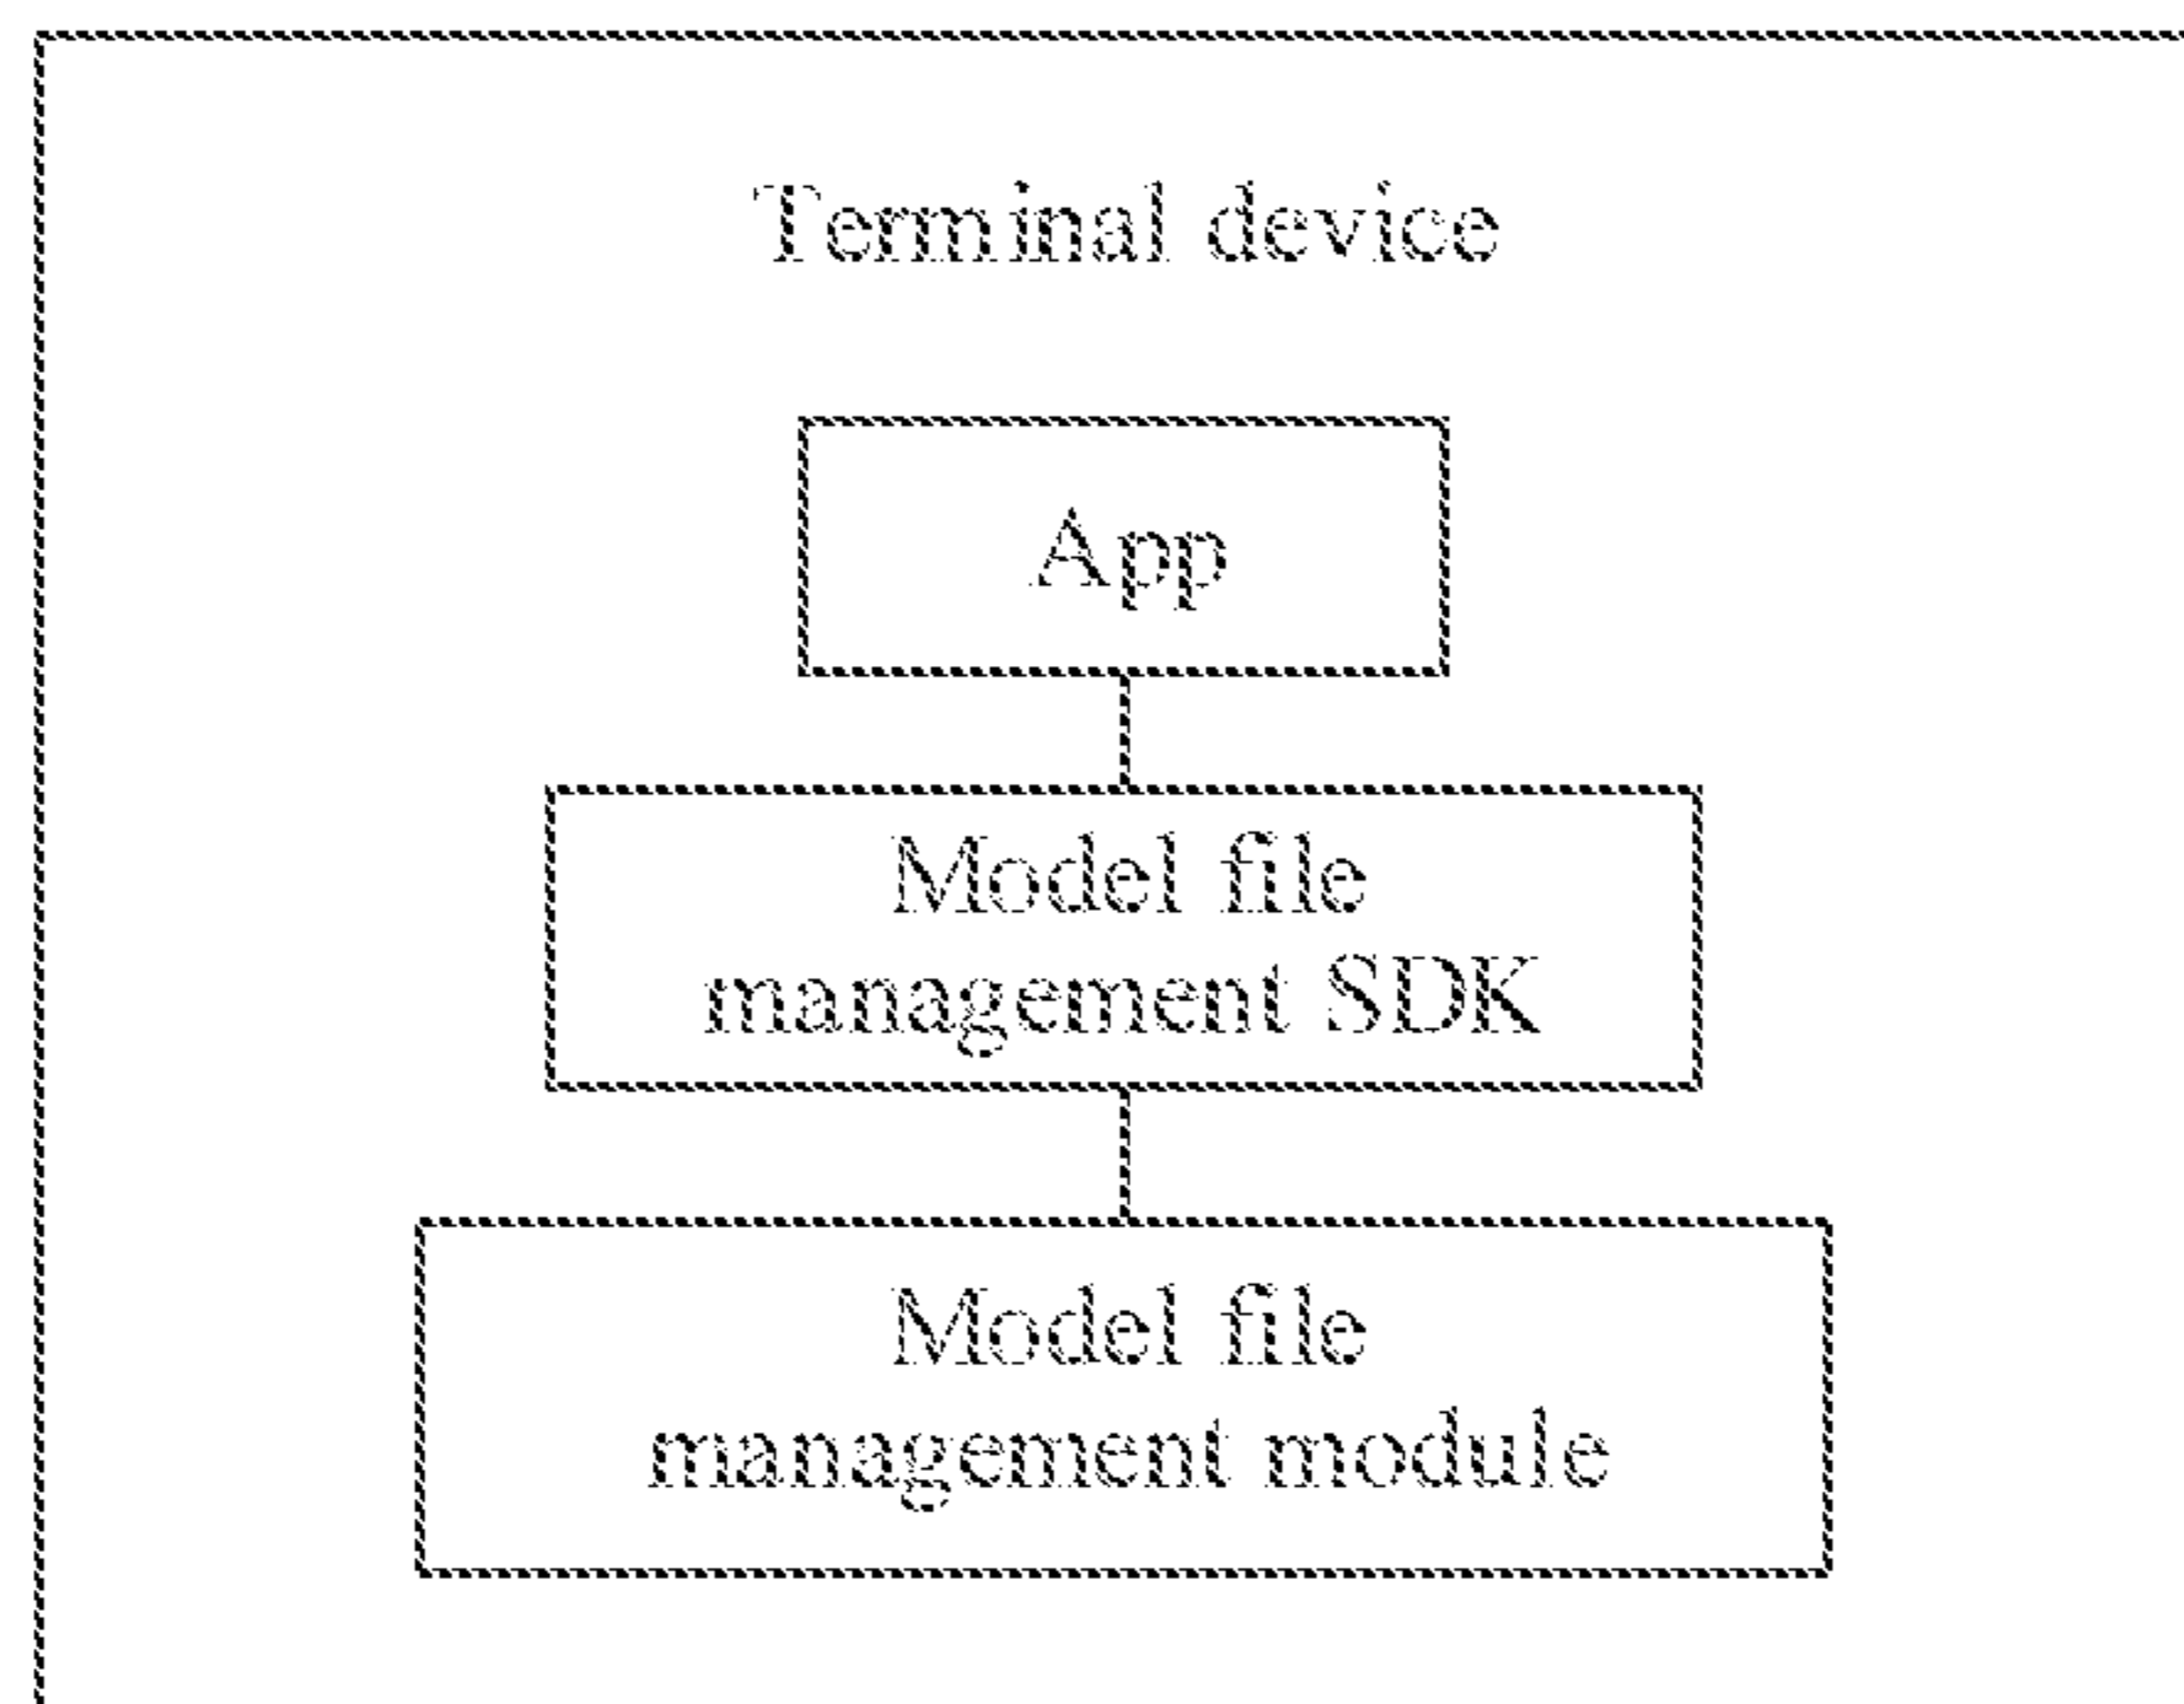 Terminal device
App
Model file
management SDK
Model file
management module